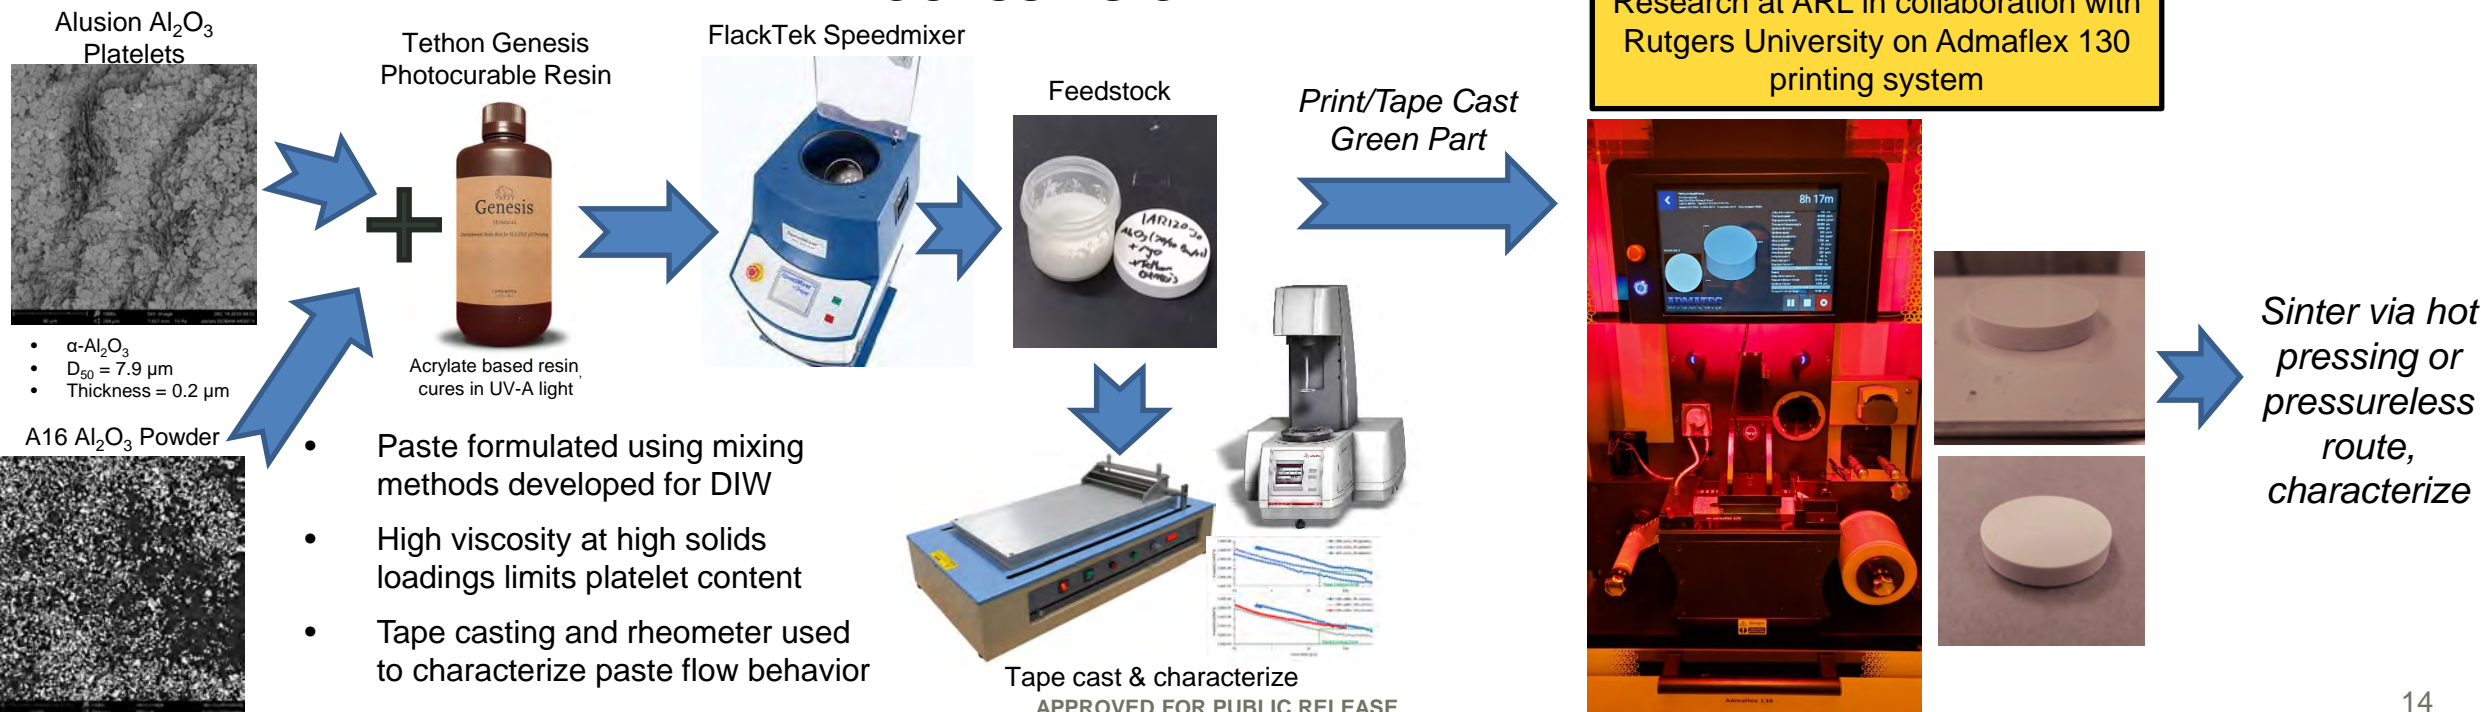 Research at ARL in collaboration with
Rutgers University on Admaflex 130
printing system
Alusion Al₂O₃
Platelets
Tethon Genesis
Photocurable Resin
FlackTek Speedmixer
Feedstock
Print/Tape Cast
Green Part
Genesis
8h 17m
ADMATEC
Admaflex 130
• α-Al₂O₃
• D₅₀ = 7.9 µm
• Thickness = 0.2 µm
Acrylate based resin,
cures in UV-A light
A16 Al₂O₃ Powder
• Paste formulated using mixing
methods developed for DIW
• High viscosity at high solids
loadings limits platelet content
• Tape casting and rheometer used
to characterize paste flow behavior
Tape cast & characterize
Sinter via hot
pressing or
pressureless
route,
characterize
APPROVED FOR PUBLIC RELEASE
14